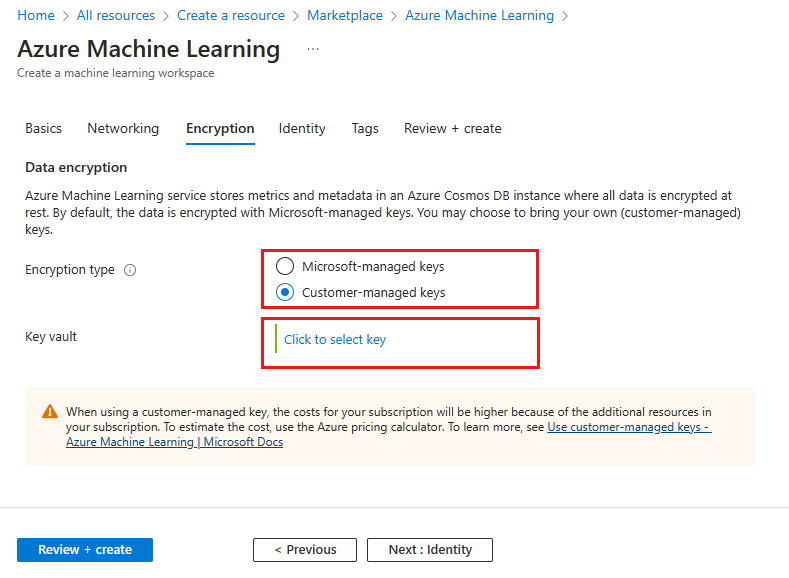 Home > All resources > Create a resource > Marketplace > Azure Machine Learning >
Azure Machine Learning ...
Create a machine learning workspace
Basics Networking Encryption Identity Tags Review + create
Data encryption
Azure Machine Learning service stores metrics and metadata in an Azure Cosmos DB instance where all data is encrypted at
rest. By default, the data is encrypted with Microsoft-managed keys. You may choose to bring your own (customer-managed)
keys.
Encryption type
Microsoft-managed keys
Customer-managed keys
Key vault
Click to select key
When using a customer-managed key, the costs for your subscription will be higher because of the additional resources in
your subscription. To estimate the cost, use the Azure pricing calculator. To learn more, see Use customer-managed keys -
Azure Machine Learning | Microsoft Docs
Review + create < Previous Next : Identity